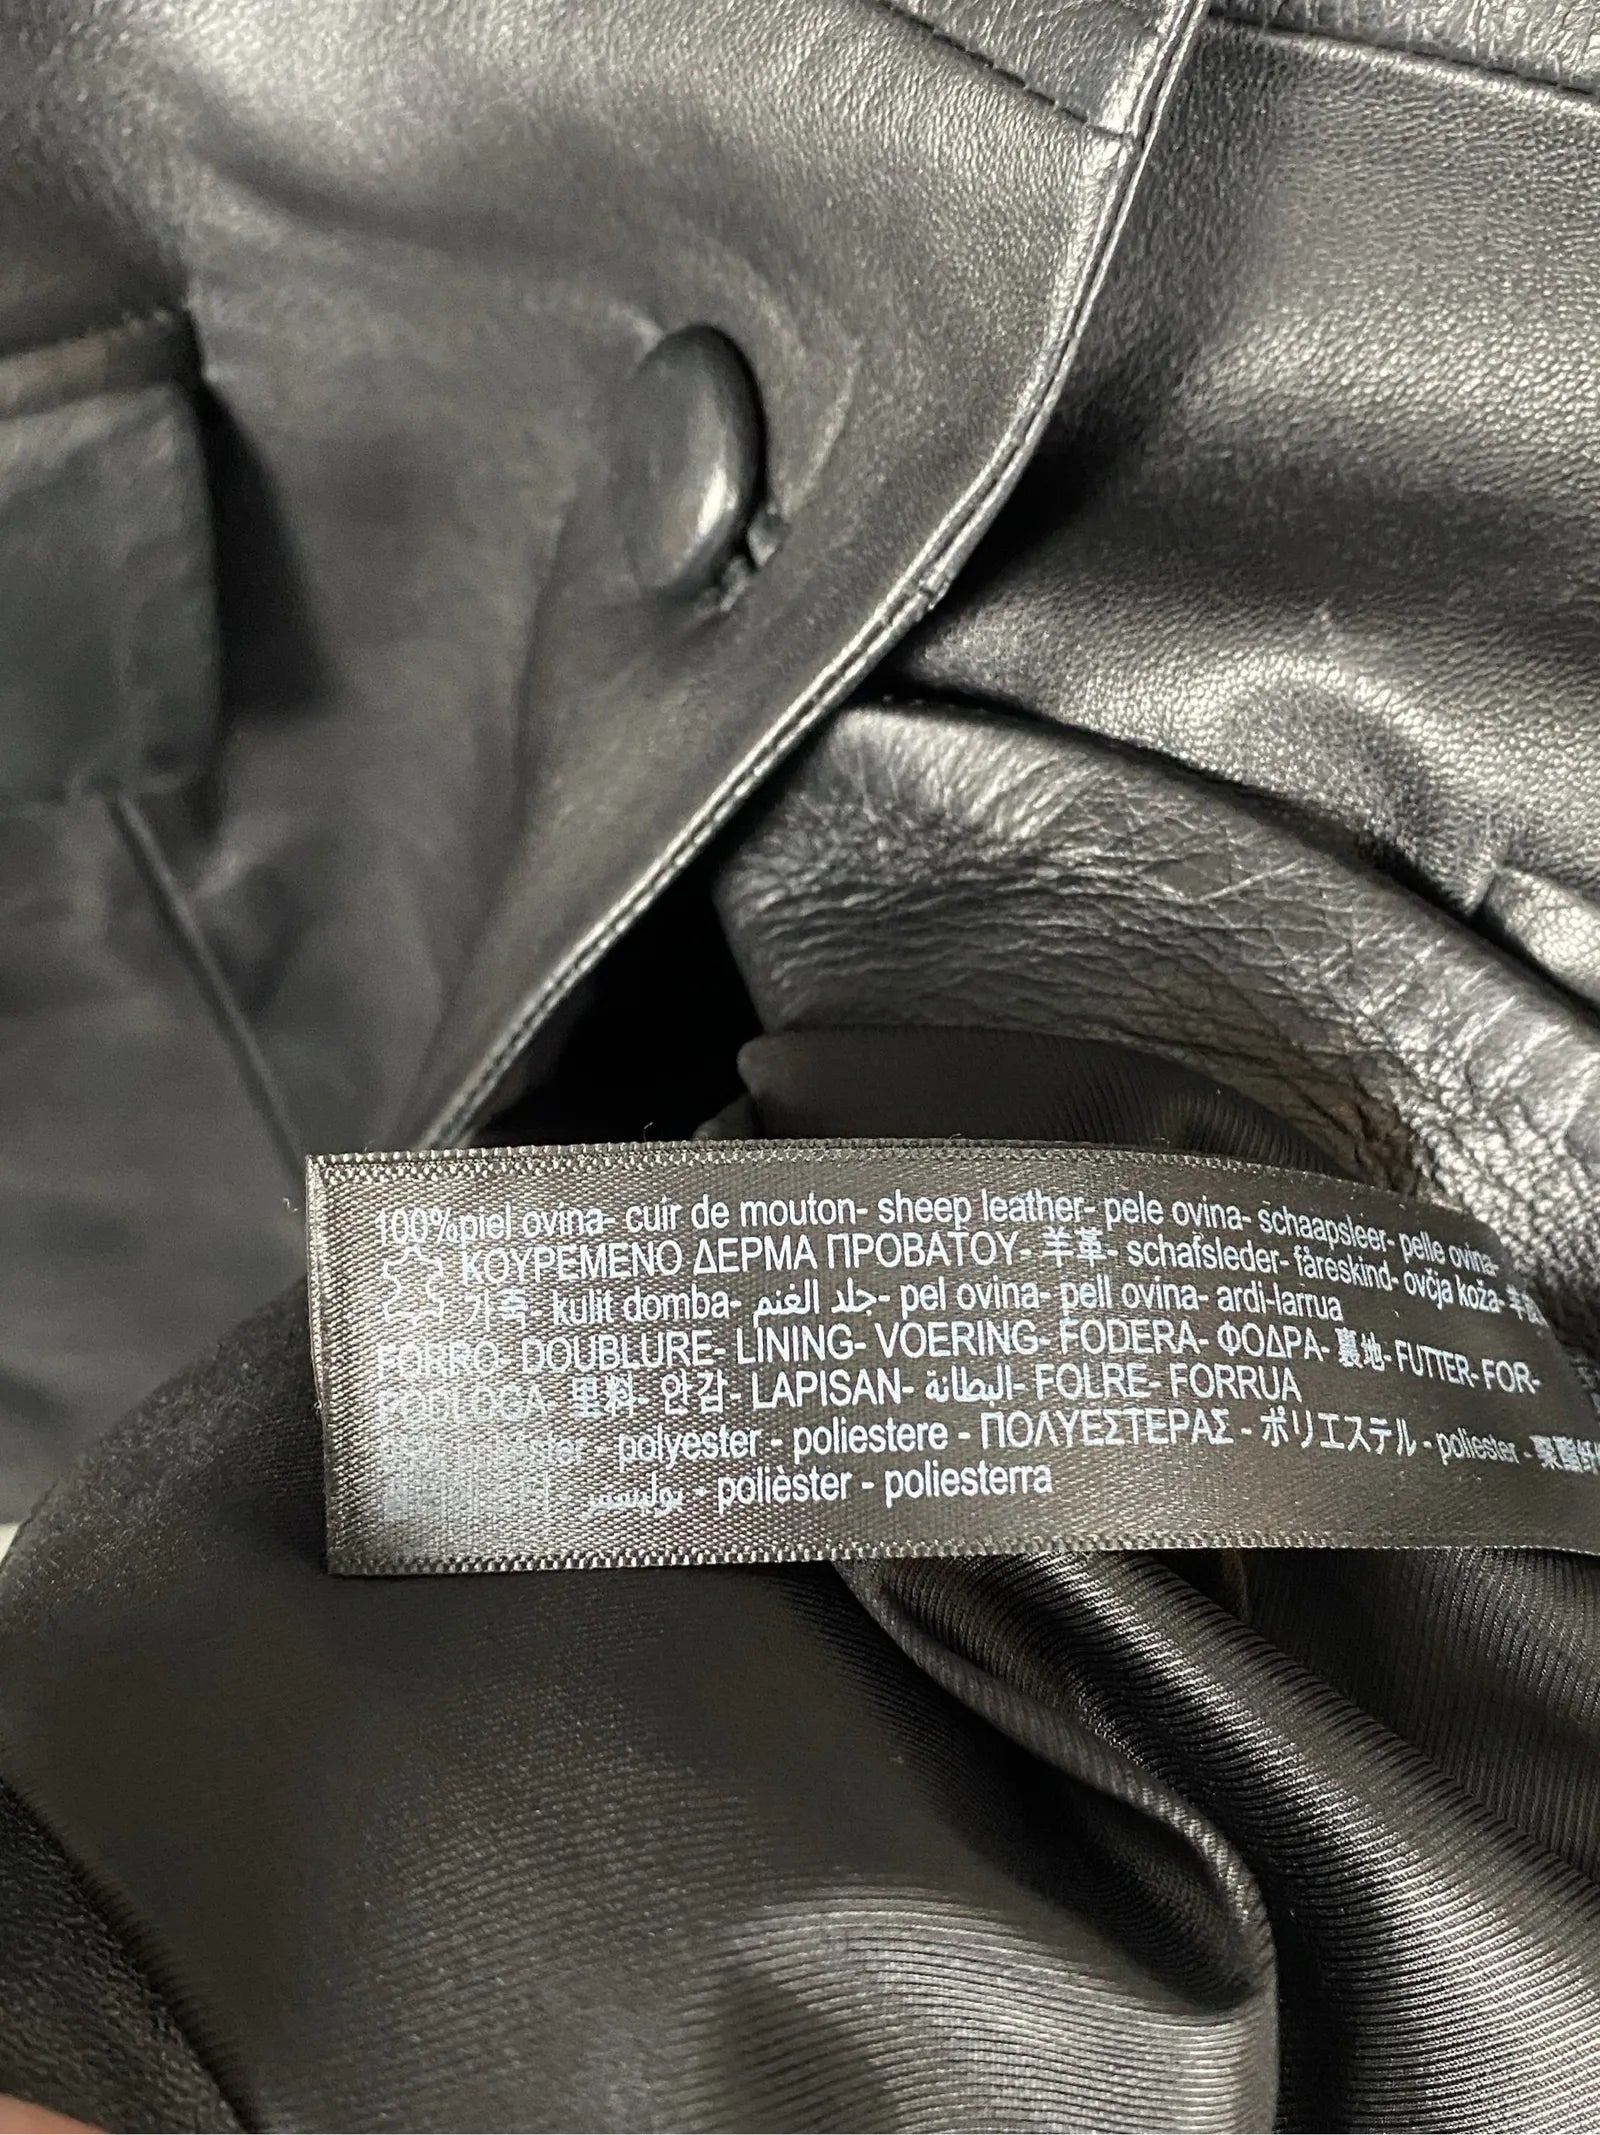 100%piel ovina- cuir de mouton- sheep leather- pele ovina- schaapsleer- pelle ovina-
ΚΟΥΡΕΜΕΝΟ ΔΕΡΜΑ ΠΡΟΒΑΤΟΥ- 羊革- schafsleder- fåreskind- ovčja koža-
가죽- kulit domba- جلد الغنم- pel ovina- pell ovina- ardi-larrua
FORRO- DOUBLURE- LINING- VOERING- FODERA- ΦΟΔΡΑ- 裏地- FUTTER- FOR-
PODLOGA- 里料- 안감- LAPISAN- البطانة- FOLRE- FORRUA
- polyester - poliestere - ΠΟΛΥΕΣΤΕΡΑΣ - ポリエステル - poliester -
بوليستير - polièster - poliesterra